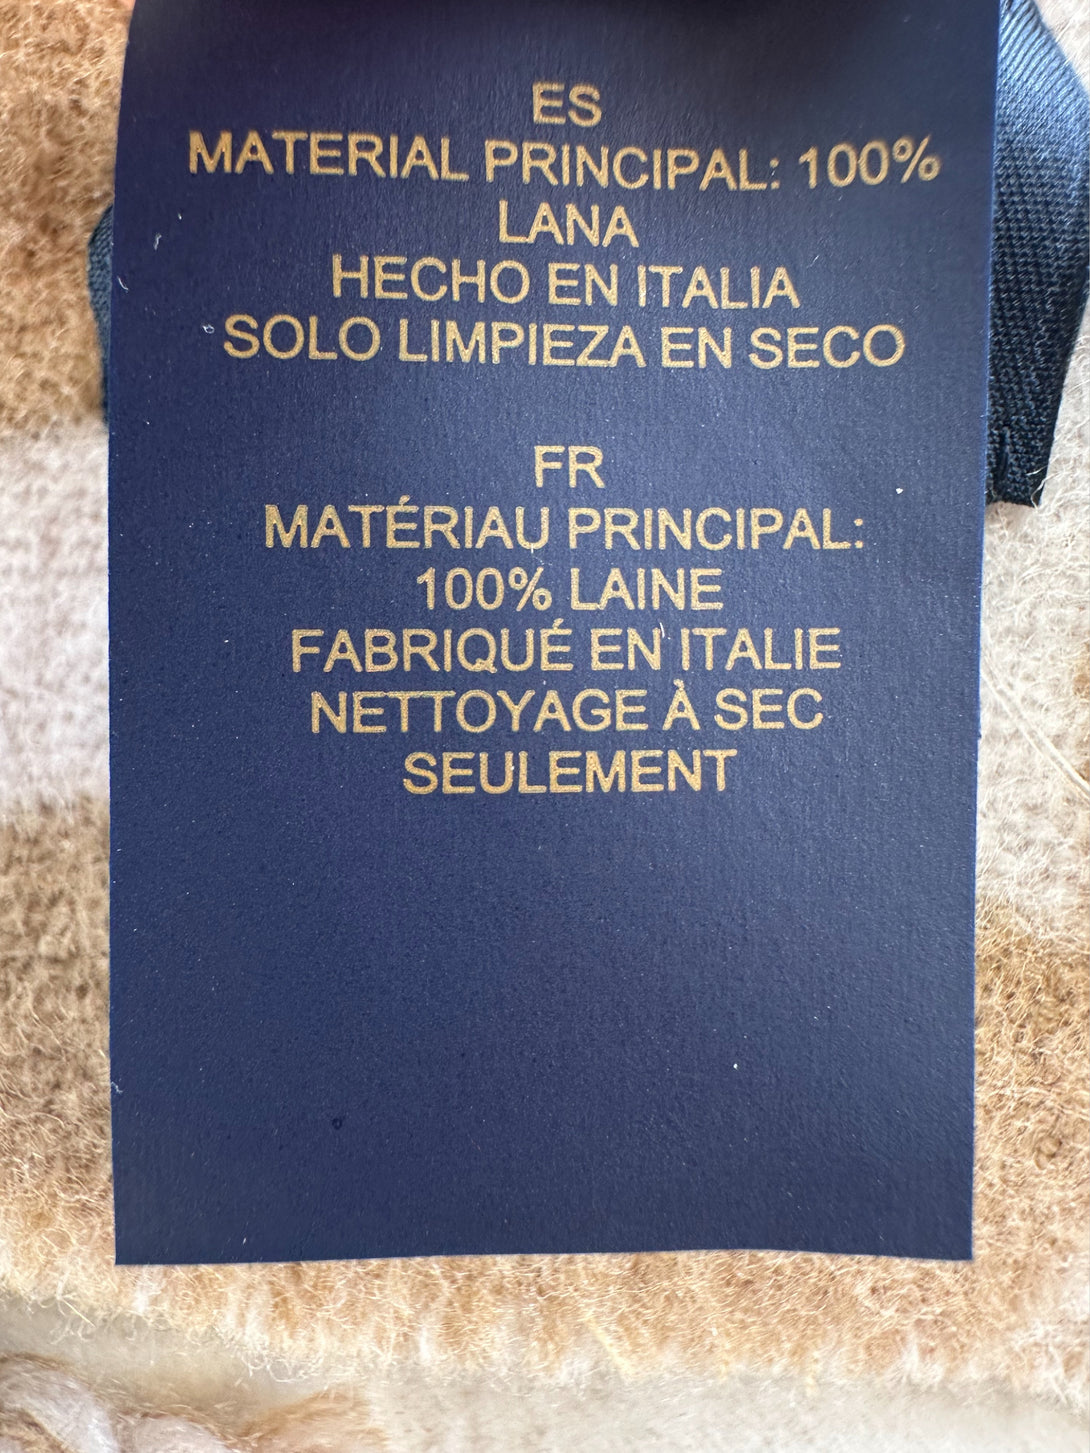 ES
MATERIAL PRINCIPAL: 100%
LANA
HECHO EN ITALIA
SOLO LIMPIEZA EN SECO
FR
MATÉRIAU PRINCIPAL:
100% LAINE
FABRIQUÉ EN ITALIE
NETTOYAGE À SEC
SEULEMENT